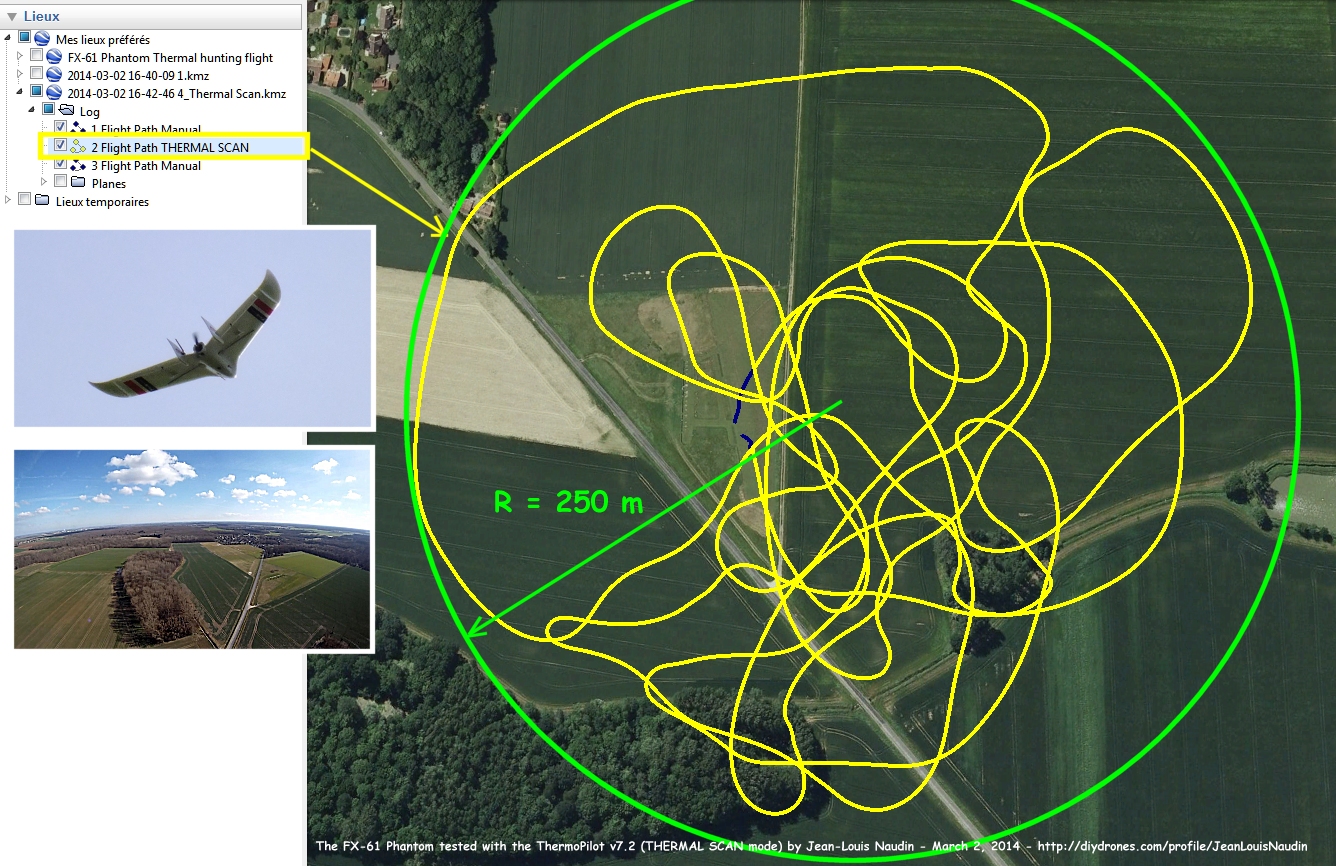 Lieux
Mes lieux préférés
FX-61 Phantom Thermal hunting flight
2014-03-02 16-40-09 1.kmz
2014-03-02 16-42-46 4_Thermal Scan.kmz
Log
1 Flight Path Manual
2 Flight Path THERMAL SCAN
3 Flight Path Manual
Planes
Lieux temporaires
R = 250 m
The FX-61 Phantom tested with the ThermoPilot v7.2 (THERMAL SCAN mode) by Jean-Louis Naudin - March 2, 2014 - http://diydrones.com/profile/JeanLouisNaudin